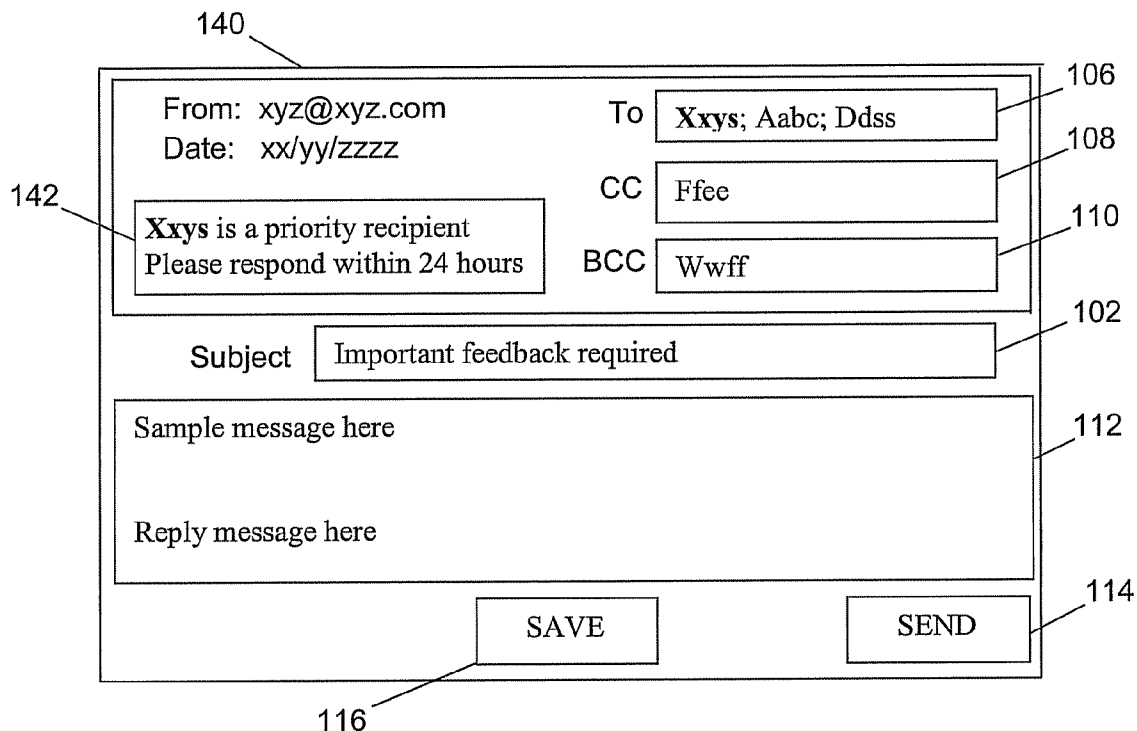 140
From: xyz@xyz.com
Date: xx/yy/zzzz
To
Xxys; Aabc; Ddss
106
CC
Ffee
108
142
Xxys is a priority recipient
Please respond within 24 hours
BCC
Wwff
110
Subject
Important feedback required
102
Sample message here
Reply message here
112
SAVE
SEND
114
116